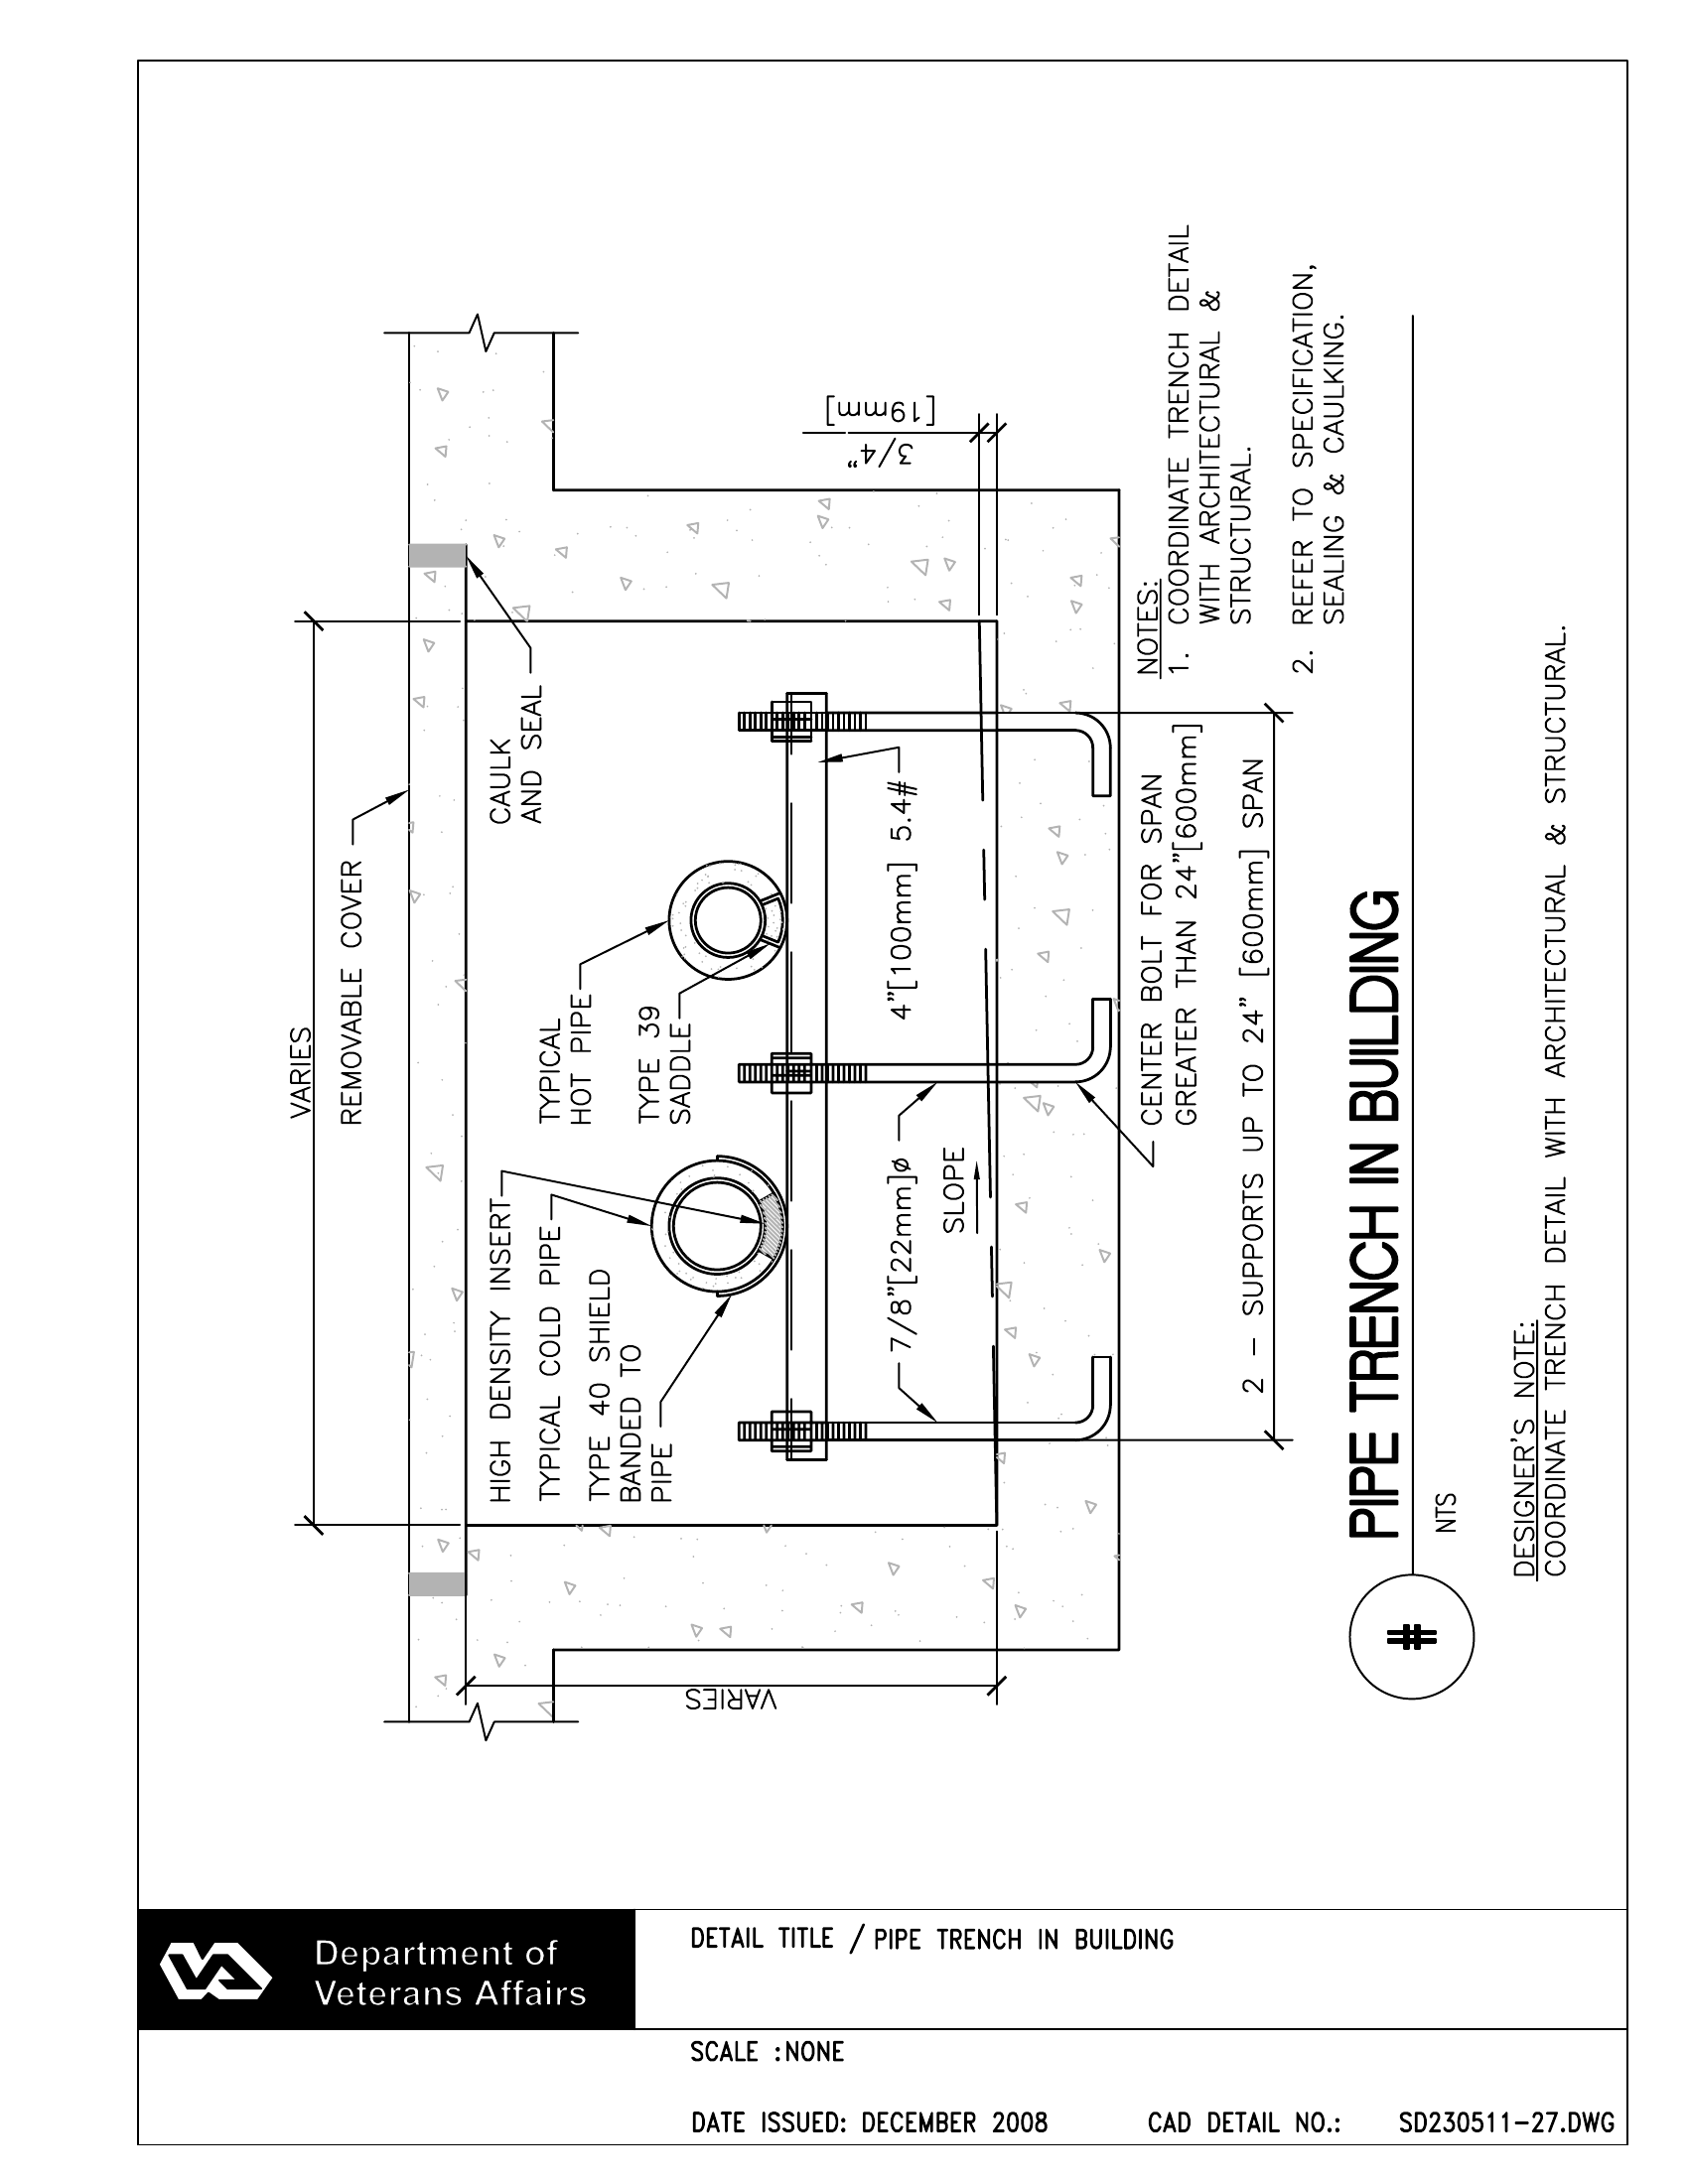 VARIES
REMOVABLE COVER
CAULK
AND SEAL
HIGH DENSITY INSERT
TYPICAL COLD PIPE
TYPE 40 SHIELD
BANDED TO
PIPE
TYPICAL
HOT PIPE
TYPE 39
SADDLE
VARIES
3/4"
[19mm]
4"[100mm] 5.4#
7/8"[22mm]ø
SLOPE
CENTER BOLT FOR SPAN
GREATER THAN 24"[600mm]
2 - SUPPORTS UP TO 24" [600mm] SPAN
NOTES:
1. COORDINATE TRENCH DETAIL
WITH ARCHITECTURAL &
STRUCTURAL.
2. REFER TO SPECIFICATION,
SEALING & CAULKING.
#
PIPE TRENCH IN BUILDING
NTS
DESIGNER'S NOTE:
COORDINATE TRENCH DETAIL WITH ARCHITECTURAL & STRUCTURAL.
Department of
Veterans Affairs
DETAIL TITLE / PIPE TRENCH IN BUILDING
SCALE :NONE
DATE ISSUED: DECEMBER 2008 CAD DETAIL NO.: SD230511-27.DWG